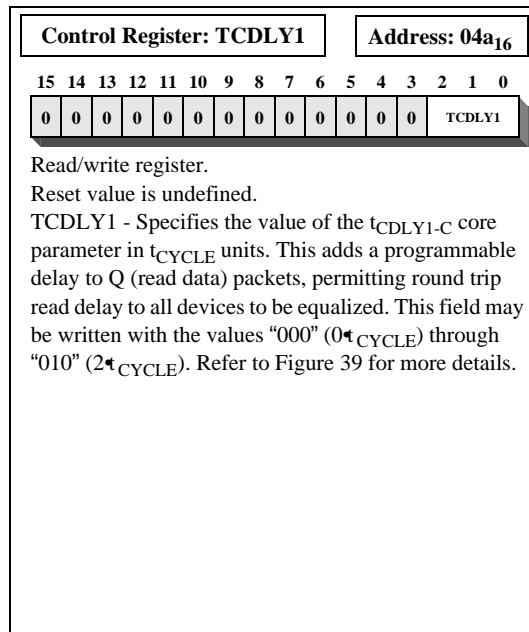 Control Register: TCDLY1 Address: 04a16
15 14 13 12 11 10 9 8 7 6 5 4 3 2 1 0
0 0 0 0 0 0 0 0 0 0 0 0 0 TCDLY1
Read/write register.
Reset value is undefined.
TCDLY1 - Specifies the value of the tCDLY1-C core
parameter in tCYCLE units. This adds a programmable
delay to Q (read data) packets, permitting round trip
read delay to all devices to be equalized. This field may
be written with the values “000” (0•tCYCLE) through
“010” (2•tCYCLE). Refer to Figure 39 for more details.